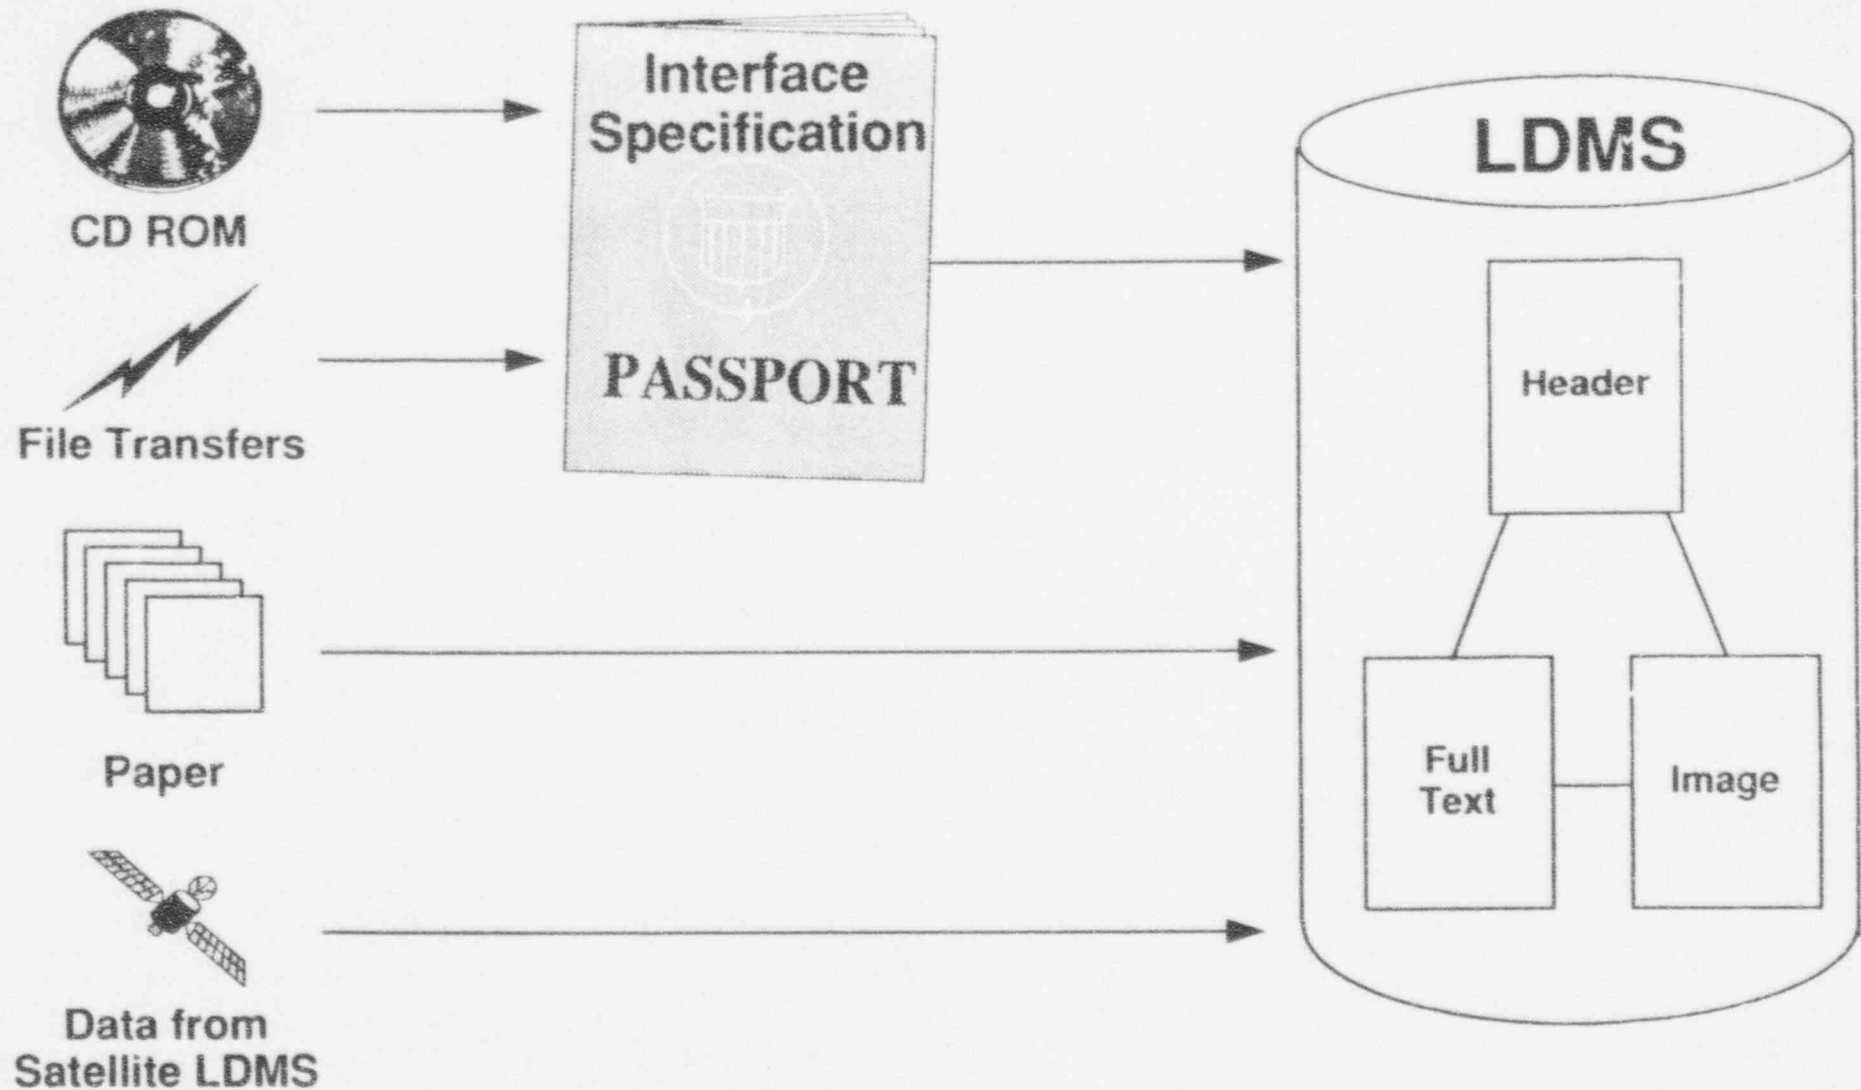 CD ROM
File Transfers
Paper
Data from
Satellite LDMS
Interface
Specification
PASSPORT
LDMS
Header
Full
Text
Image